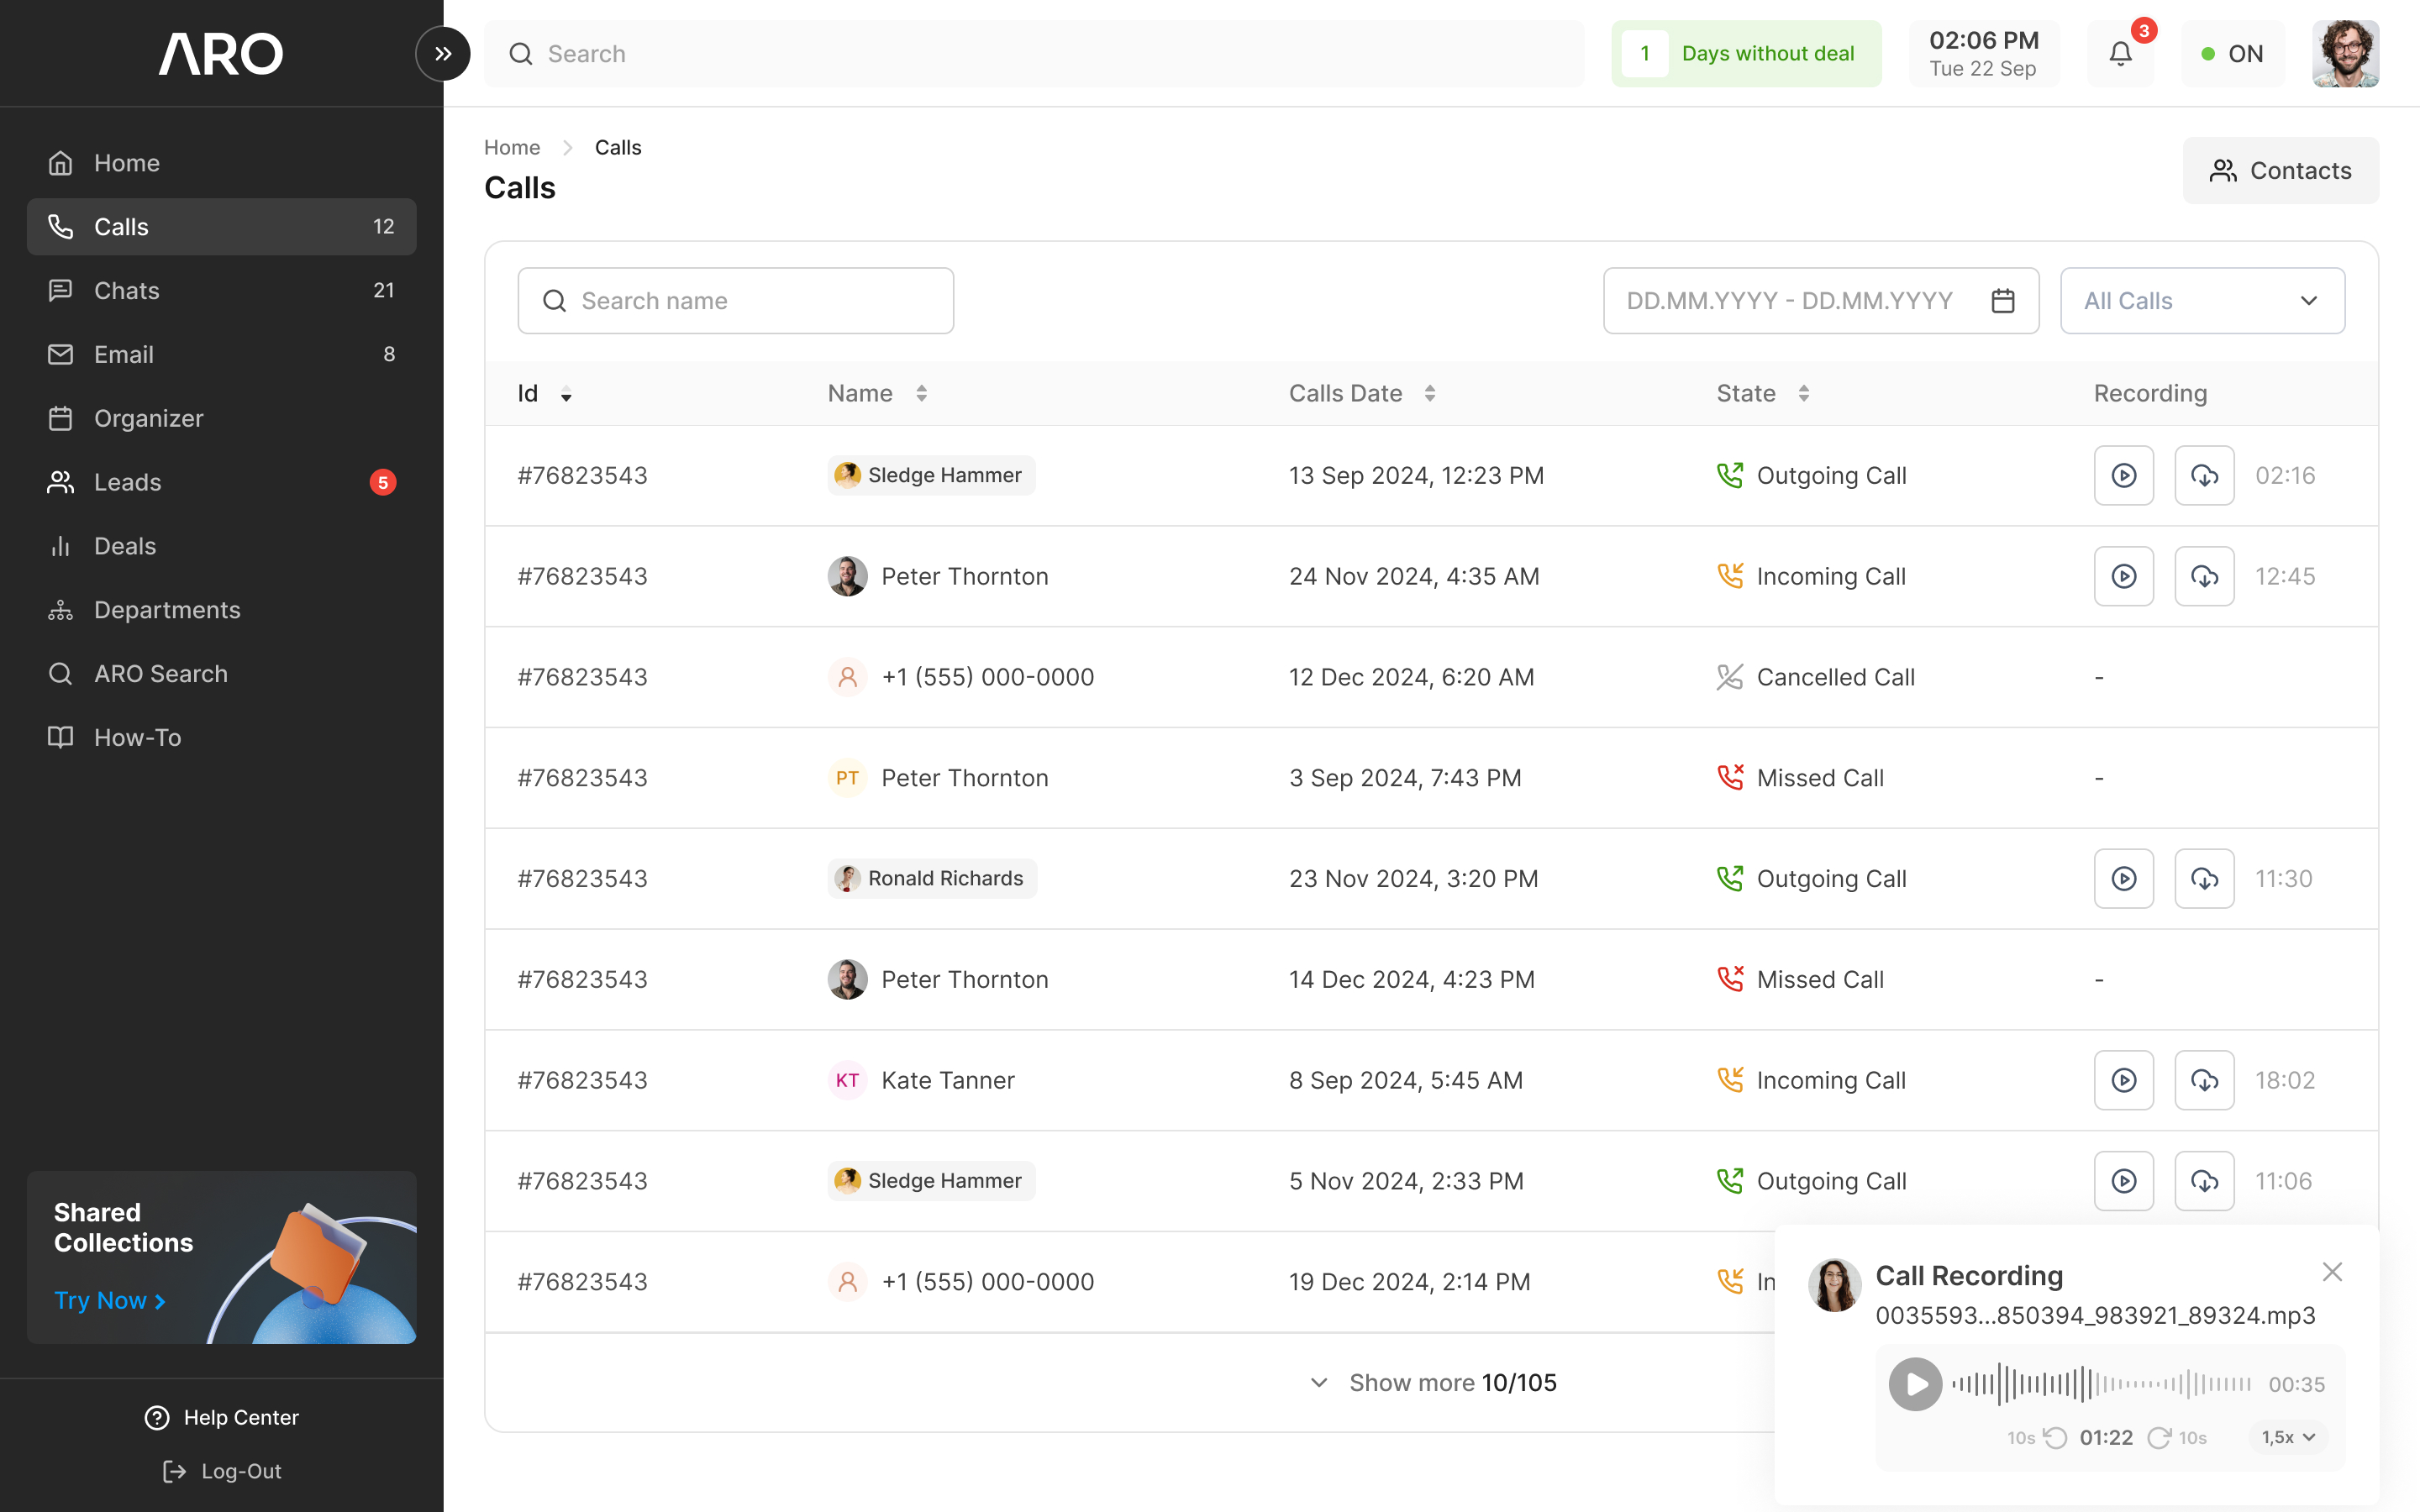 ARO
Search
1 Days without deal
02:06 PM
Tue 22 Sep
3
ON
Home
Calls 12
Chats 21
Email 8
Organizer
Leads 5
Deals
Departments
ARO Search
How-To
Shared
Collections
Try Now
Help Center
Log-Out
Home Calls
Calls
Contacts
Search name
DD.MM.YYYY - DD.MM.YYYY
All Calls
Id Name Calls Date State Recording
#76823543 Sledge Hammer 13 Sep 2024, 12:23 PM Outgoing Call 02:16
#76823543 Peter Thornton 24 Nov 2024, 4:35 AM Incoming Call 12:45
#76823543 +1 (555) 000-0000 12 Dec 2024, 6:20 AM Cancelled Call -
#76823543 PT Peter Thornton 3 Sep 2024, 7:43 PM Missed Call -
#76823543 Ronald Richards 23 Nov 2024, 3:20 PM Outgoing Call 11:30
#76823543 Peter Thornton 14 Dec 2024, 4:23 PM Missed Call -
#76823543 KT Kate Tanner 8 Sep 2024, 5:45 AM Incoming Call 18:02
#76823543 Sledge Hammer 5 Nov 2024, 2:33 PM Outgoing Call 11:06
#76823543 +1 (555) 000-0000 19 Dec 2024, 2:14 PM In
Show more 10/105
Call Recording
0035593...850394_983921_89324.mp3
00:35
10s 01:22 10s 1,5x